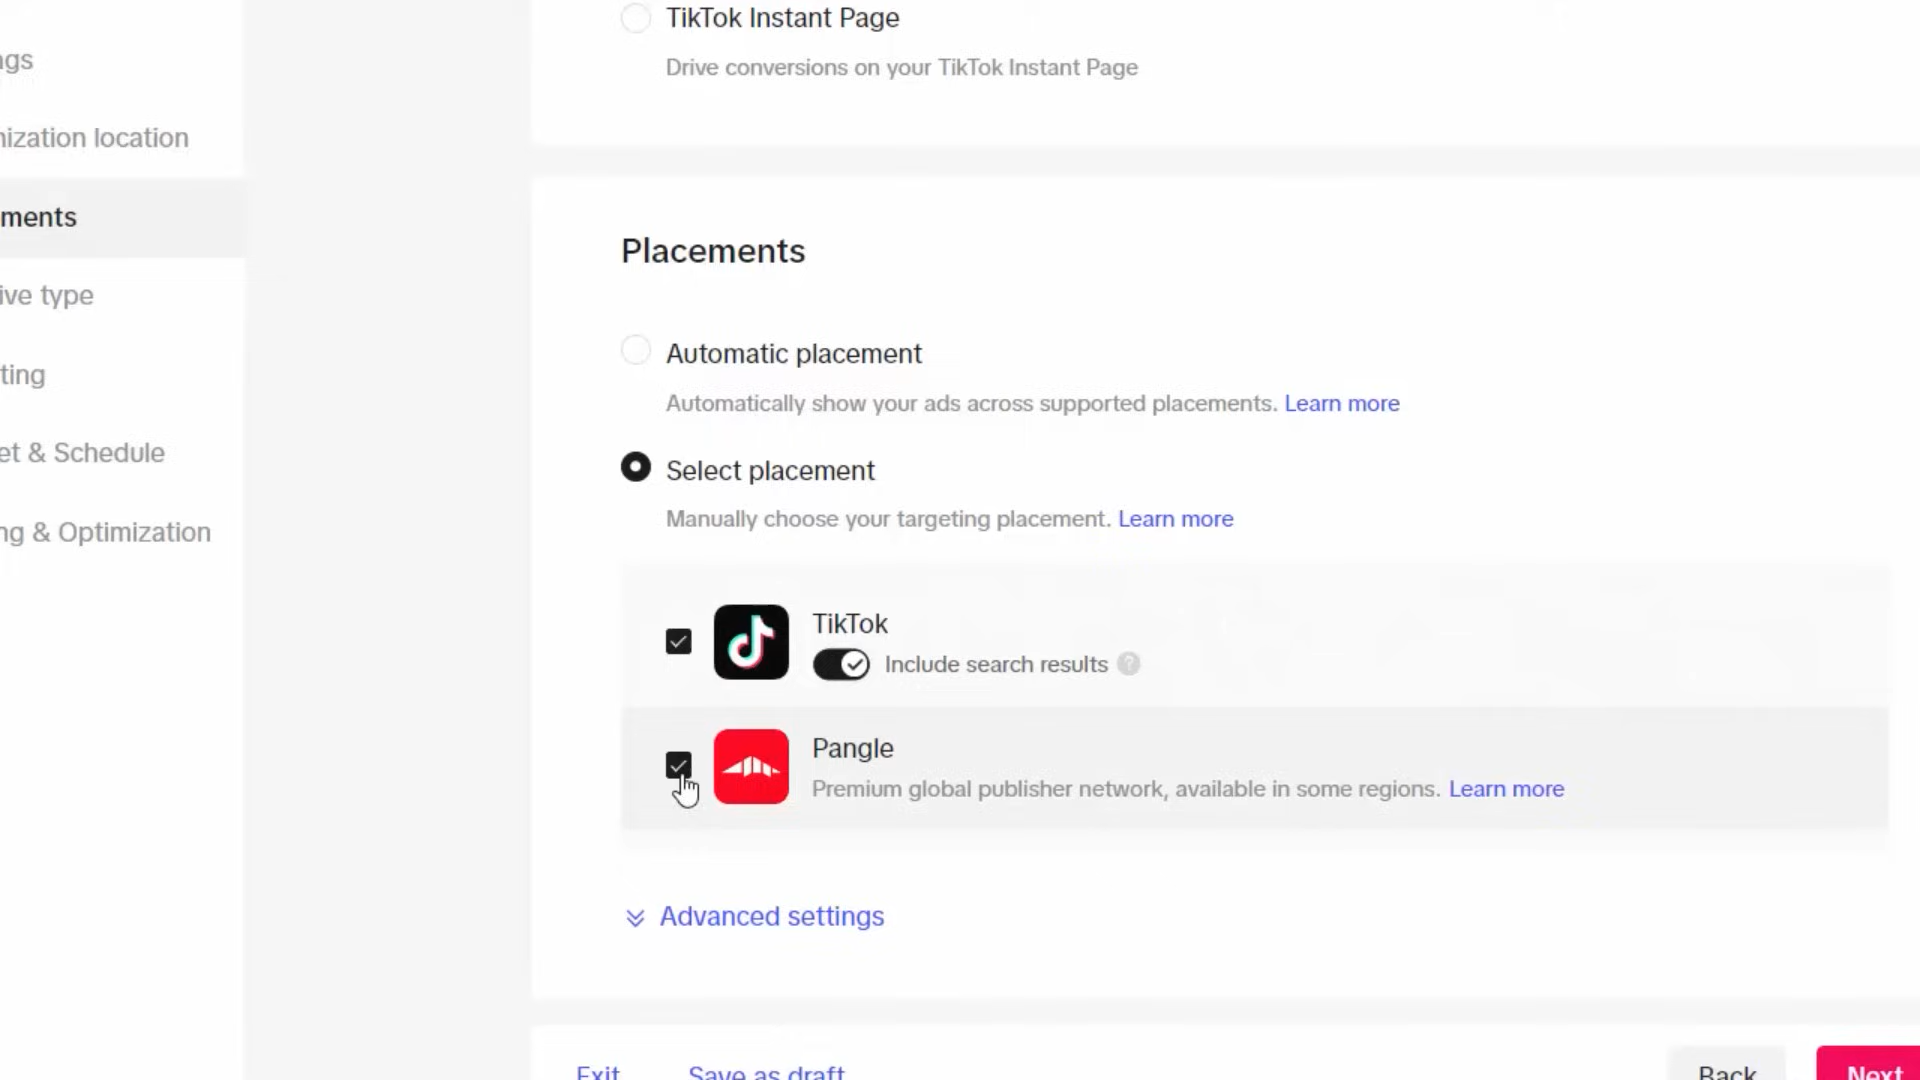 TikTok Instant Page
ngs
Drive conversions on your TikTok Instant Page
nization location
ments
Placements
ive type
Automatic placement
ting
Automatically show your ads across supported placements. Learn more
et & Schedule
Select placement
Manually choose your targeting placement. Learn more
ng & Optimization
TikTok
Include search results ?
Pangle
Premium global publisher network, available in some regions. Learn more
Advanced settings
Exit Save as draft Back Next